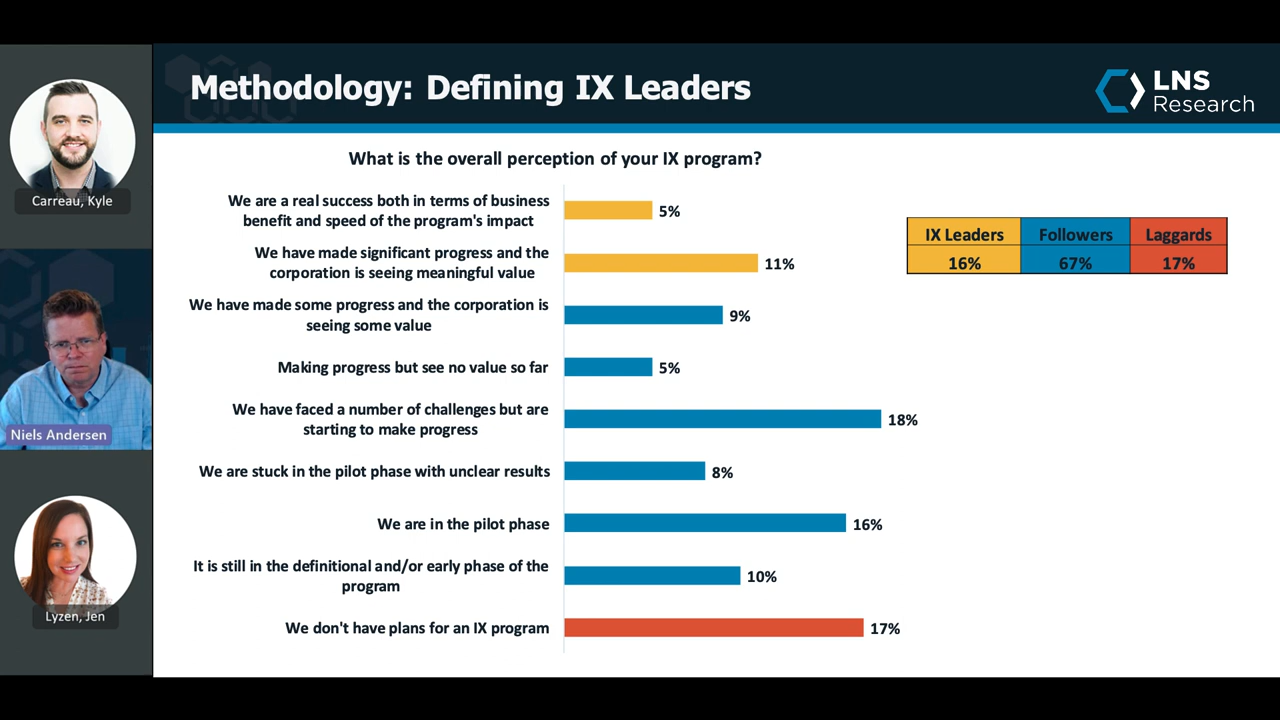 Methodology: Defining IX Leaders
LNS
Research
What is the overall perception of your IX program?
We are a real success both in terms of business
benefit and speed of the program's impact
5%
We have made significant progress and the
corporation is seeing meaningful value
11%
We have made some progress and the corporation is
seeing some value
9%
Making progress but see no value so far
5%
We have faced a number of challenges but are
starting to make progress
18%
We are stuck in the pilot phase with unclear results
8%
We are in the pilot phase
16%
It is still in the definitional and/or early phase of the
program
10%
We don't have plans for an IX program
17%
IX Leaders Followers Laggards
16% 67% 17%
Carreau, Kyle
Niels Andersen
Lyzen, Jen